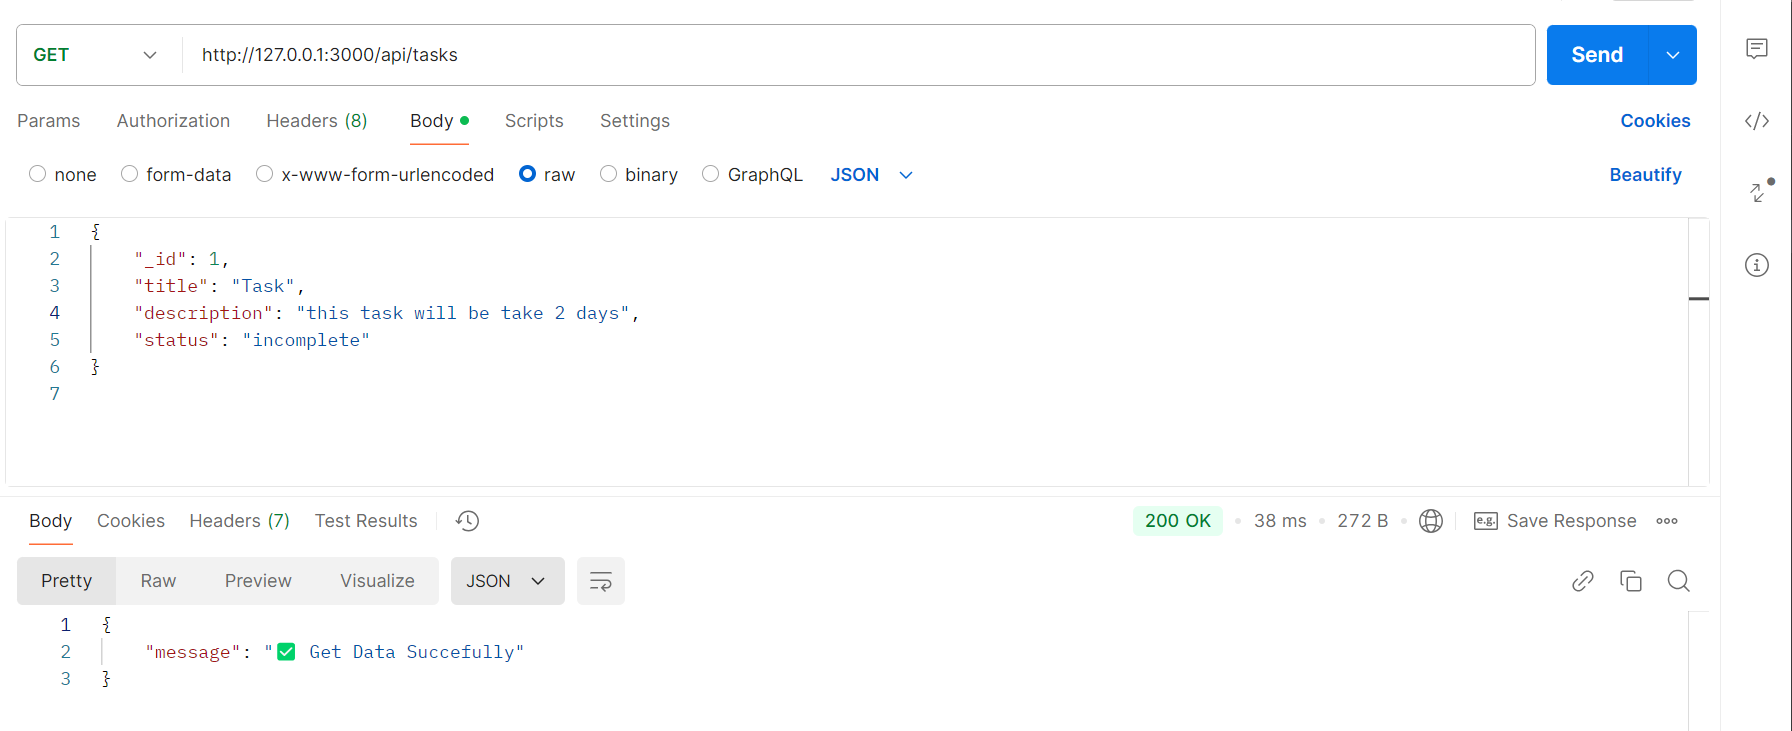 GET http://127.0.0.1:3000/api/tasks Send
Params Authorization Headers (8) Body Scripts Settings Cookies
none form-data x-www-form-urlencoded raw binary GraphQL JSON Beautify
1 {
2 "_id": 1,
3 "title": "Task",
4 "description": "this task will be take 2 days",
5 "status": "incomplete"
6 }
7
Body Cookies Headers (7) Test Results 200 OK • 38 ms • 272 B • e.g. Save Response
Pretty Raw Preview Visualize JSON
1 {
2 "message": "✅ Get Data Succefully"
3 }